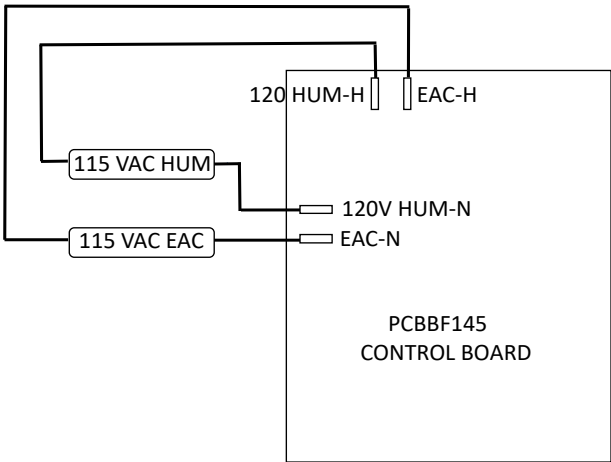 120 HUM-H
EAC-H
115 VAC HUM
120V HUM-N
115 VAC EAC
EAC-N
PCBBF145
CONTROL BOARD